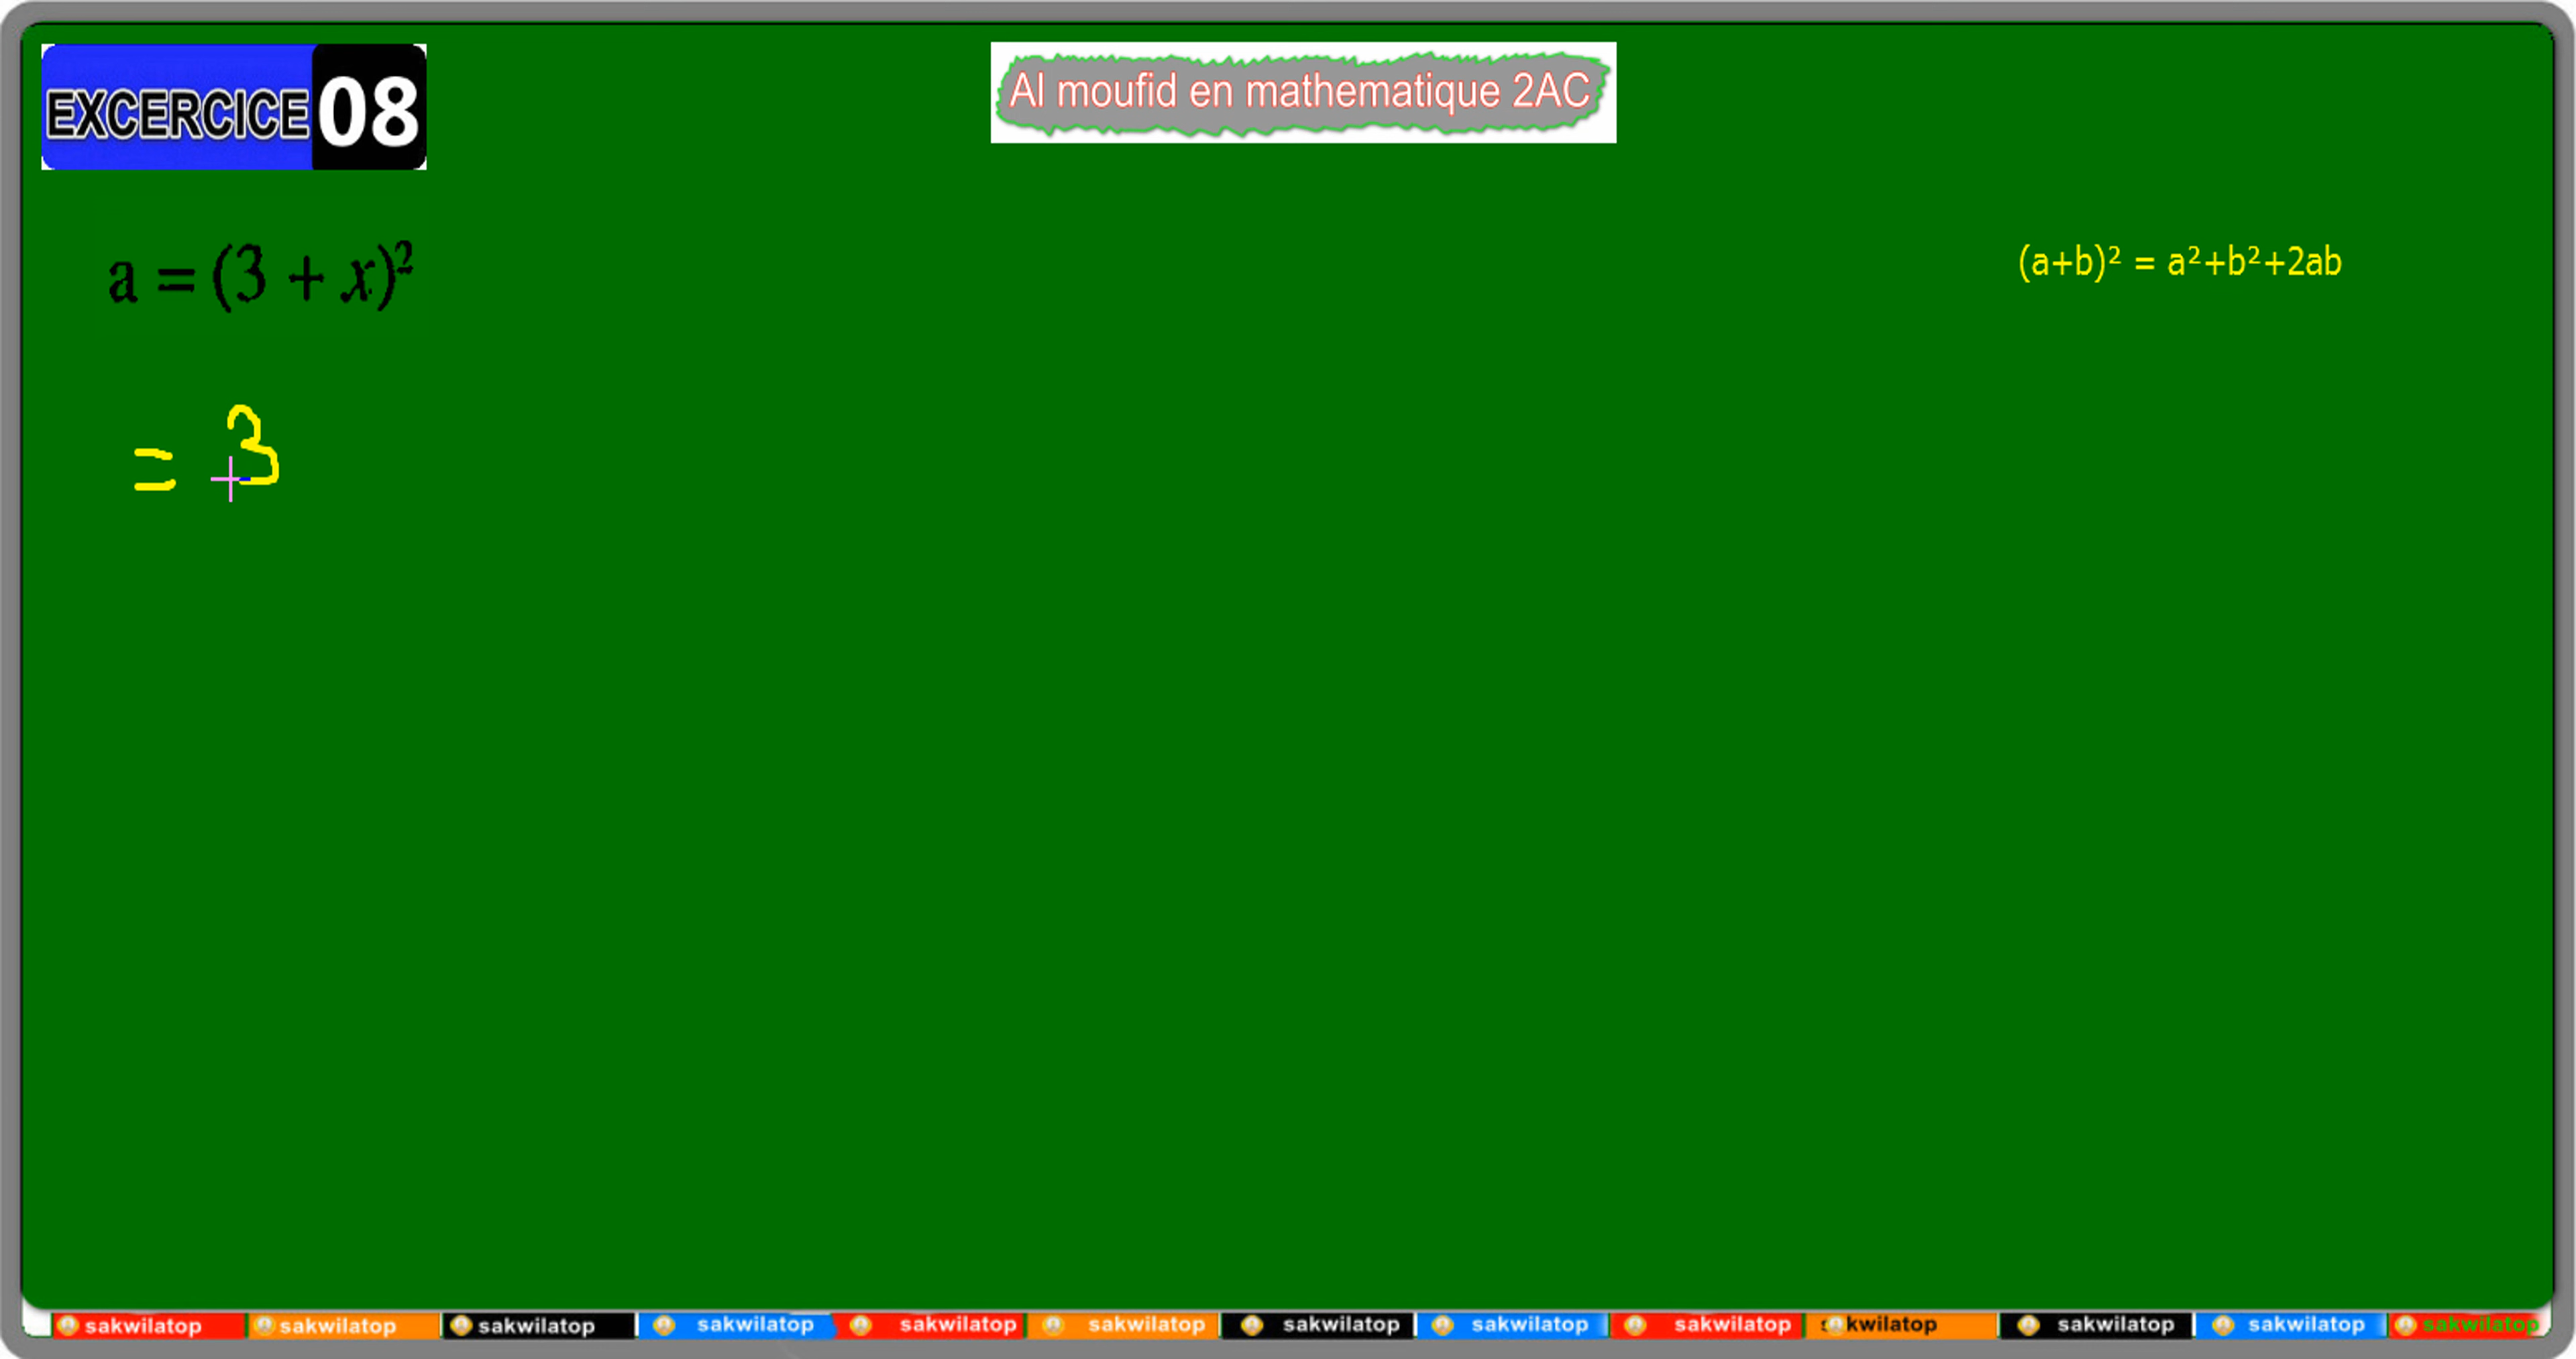 EXCERCICE 08
Al moufid en mathematique 2AC
a = (3 + x)²
(a+b)² = a²+b²+2ab
= 3
sakwilatop sakwilatop sakwilatop sakwilatop sakwilatop sakwilatop sakwilatop sakwilatop sakwilatop kwilatop sakwilatop sakwilatop sakwilatop